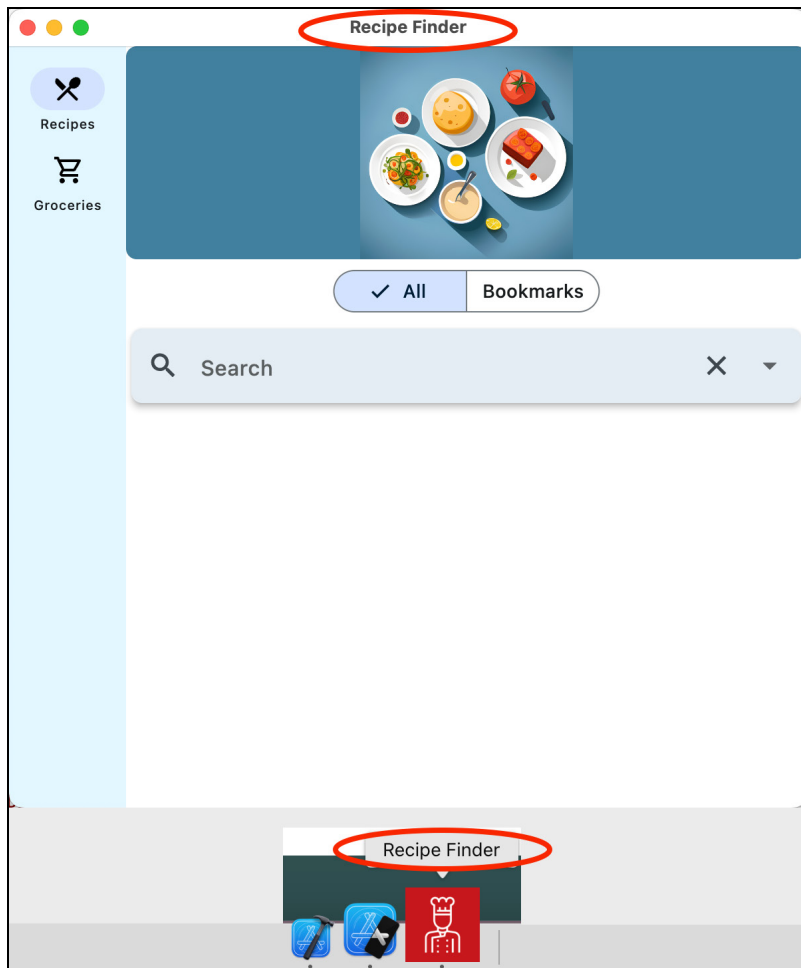 Recipe Finder
Recipes
Groceries
All
Bookmarks
Search
Recipe Finder